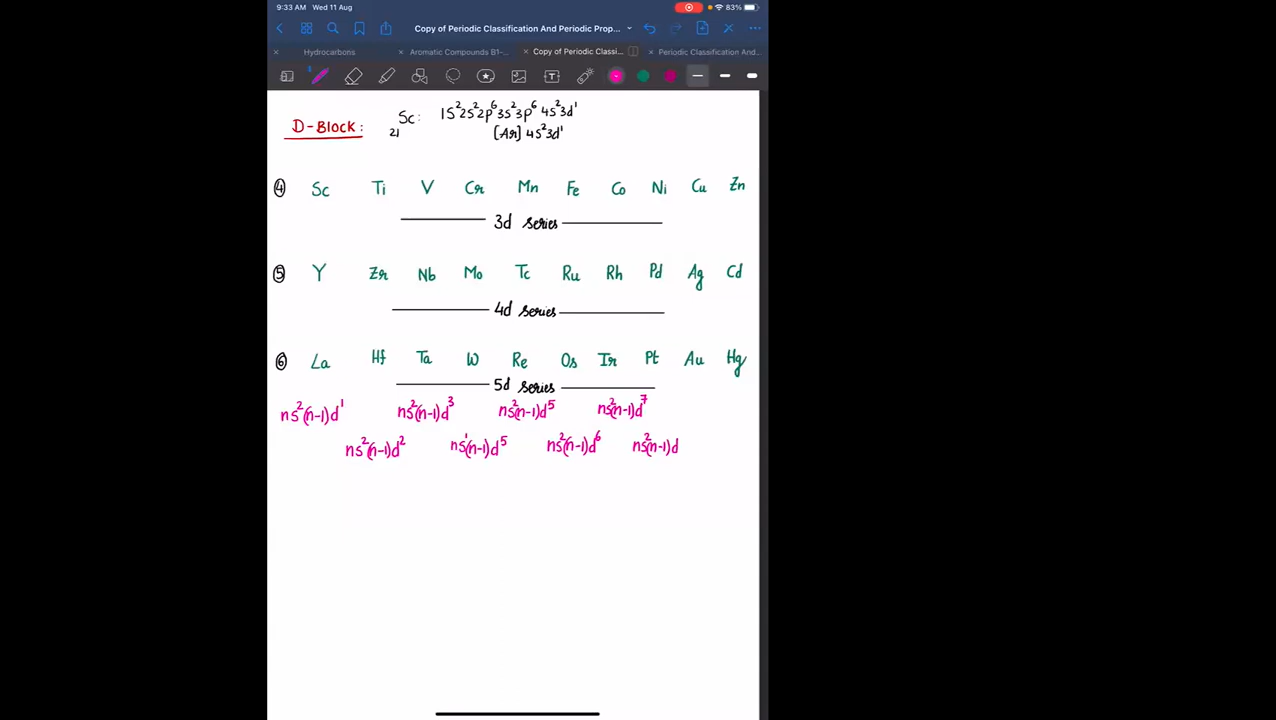 9:33 AM Wed 11 Aug 83%
Copy of Periodic Classification And Periodic Prop...
Hydrocarbons Aromatic Compounds B1-... Copy of Periodic Classi... Periodic Classification And...
D-Block: ₂₁Sc: 1s²2s²2p⁶3s²3p⁶ 4s²3d¹
[Ar] 4s²3d¹
④ Sc Ti V Cr Mn Fe Co Ni Cu Zn
3d series
⑤ Y Zr Nb Mo Tc Ru Rh Pd Ag Cd
4d series
⑥ La Hf Ta W Re Os Ir Pt Au Hg
5d series
ns²(n-1)d¹ ns²(n-1)d³ ns²(n-1)d⁵ ns²(n-1)d⁷
ns²(n-1)d² ns¹(n-1)d⁵ ns²(n-1)d⁶ ns²(n-1)d